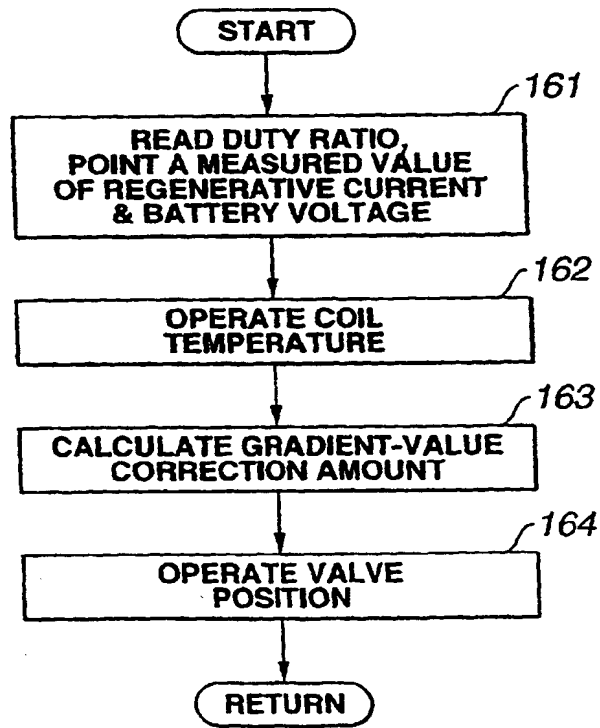 START
161
READ DUTY RATIO,
POINT A MEASURED VALUE
OF REGENERATIVE CURRENT
& BATTERY VOLTAGE
162
OPERATE COIL
TEMPERATURE
163
CALCULATE GRADIENT-VALUE
CORRECTION AMOUNT
164
OPERATE VALVE
POSITION
RETURN